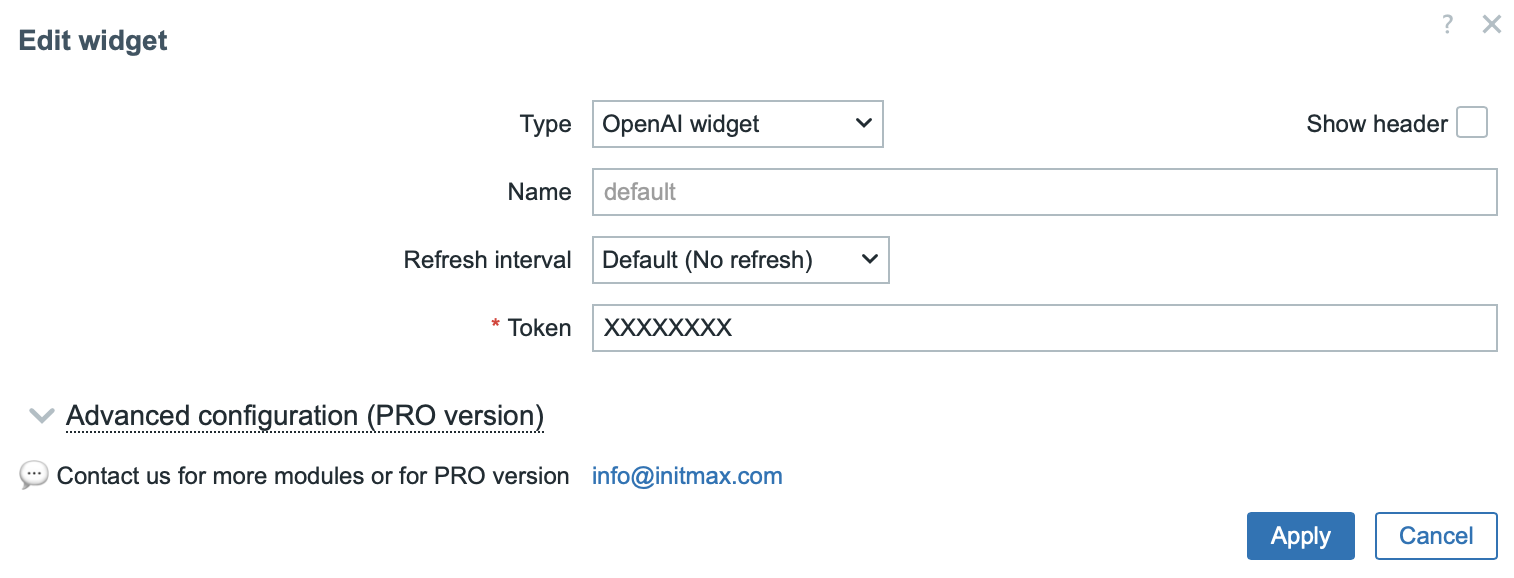 Edit widget
?
Type OpenAI widget Show header
Name default
Refresh interval Default (No refresh)
* Token XXXXXXXX
Advanced configuration (PRO version)
Contact us for more modules or for PRO version info@initmax.com
Apply Cancel